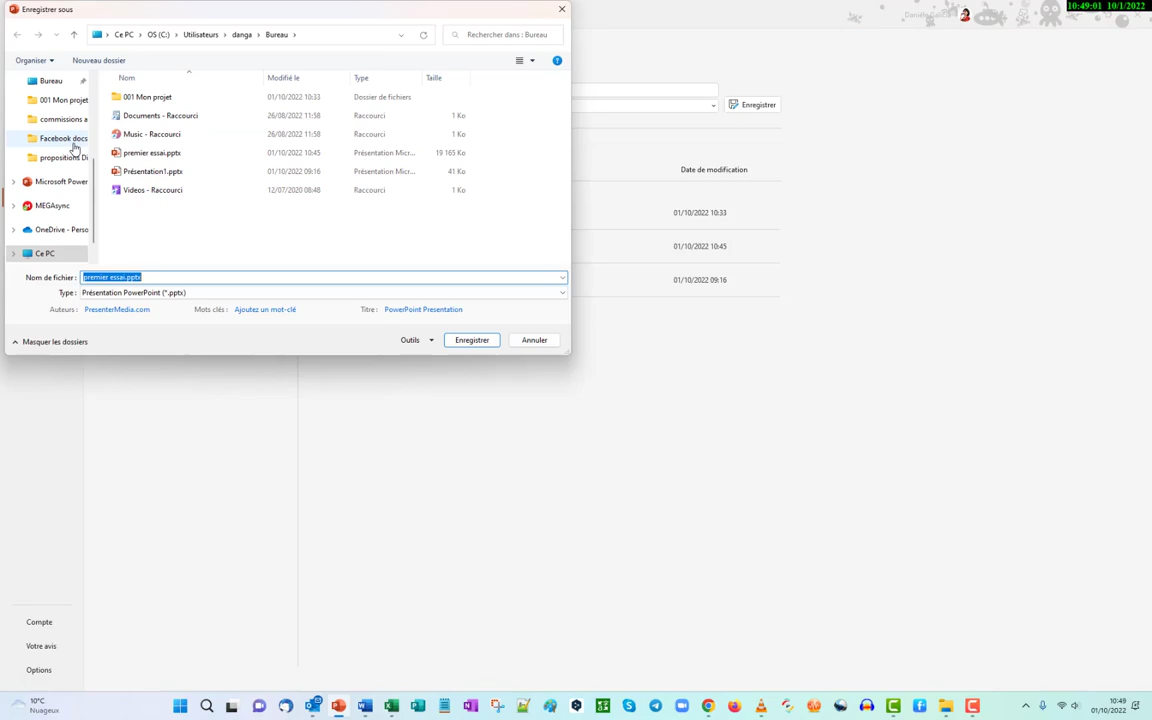 Enregistrer sous
10:49:01 10/1/2022
Ce PC > OS (C:) > Utilisateurs > danga > Bureau >
Rechercher dans : Bureau
Organiser
Nouveau dossier
Bureau
001 Mon projet
commissions a
Facebook docs
propositions Di
Microsoft Power
MEGAsync
OneDrive - Perso
Ce PC
Nom
Modifié le
Type
Taille
001 Mon projet
01/10/2022 10:33
Dossier de fichiers
Documents - Raccourci
26/08/2022 11:58
Raccourci
1 Ko
Music - Raccourci
26/08/2022 11:58
Raccourci
1 Ko
premier essai.pptx
01/10/2022 10:45
Présentation Micr...
19 165 Ko
Présentation1.pptx
01/10/2022 09:16
Présentation Micr...
41 Ko
Videos - Raccourci
12/07/2020 08:48
Raccourci
1 Ko
Nom de fichier : premier essai.pptx
Type : Présentation PowerPoint (*.pptx)
Auteurs : PresenterMedia.com
Mots clés : Ajoutez un mot-clé
Titre : PowerPoint Presentation
Masquer les dossiers
Outils
Enregistrer
Annuler
Enregistrer
Date de modification
01/10/2022 10:33
01/10/2022 10:45
01/10/2022 09:16
Compte
Votre avis
Options
10°C
Nuageux
10:49
01/10/2022